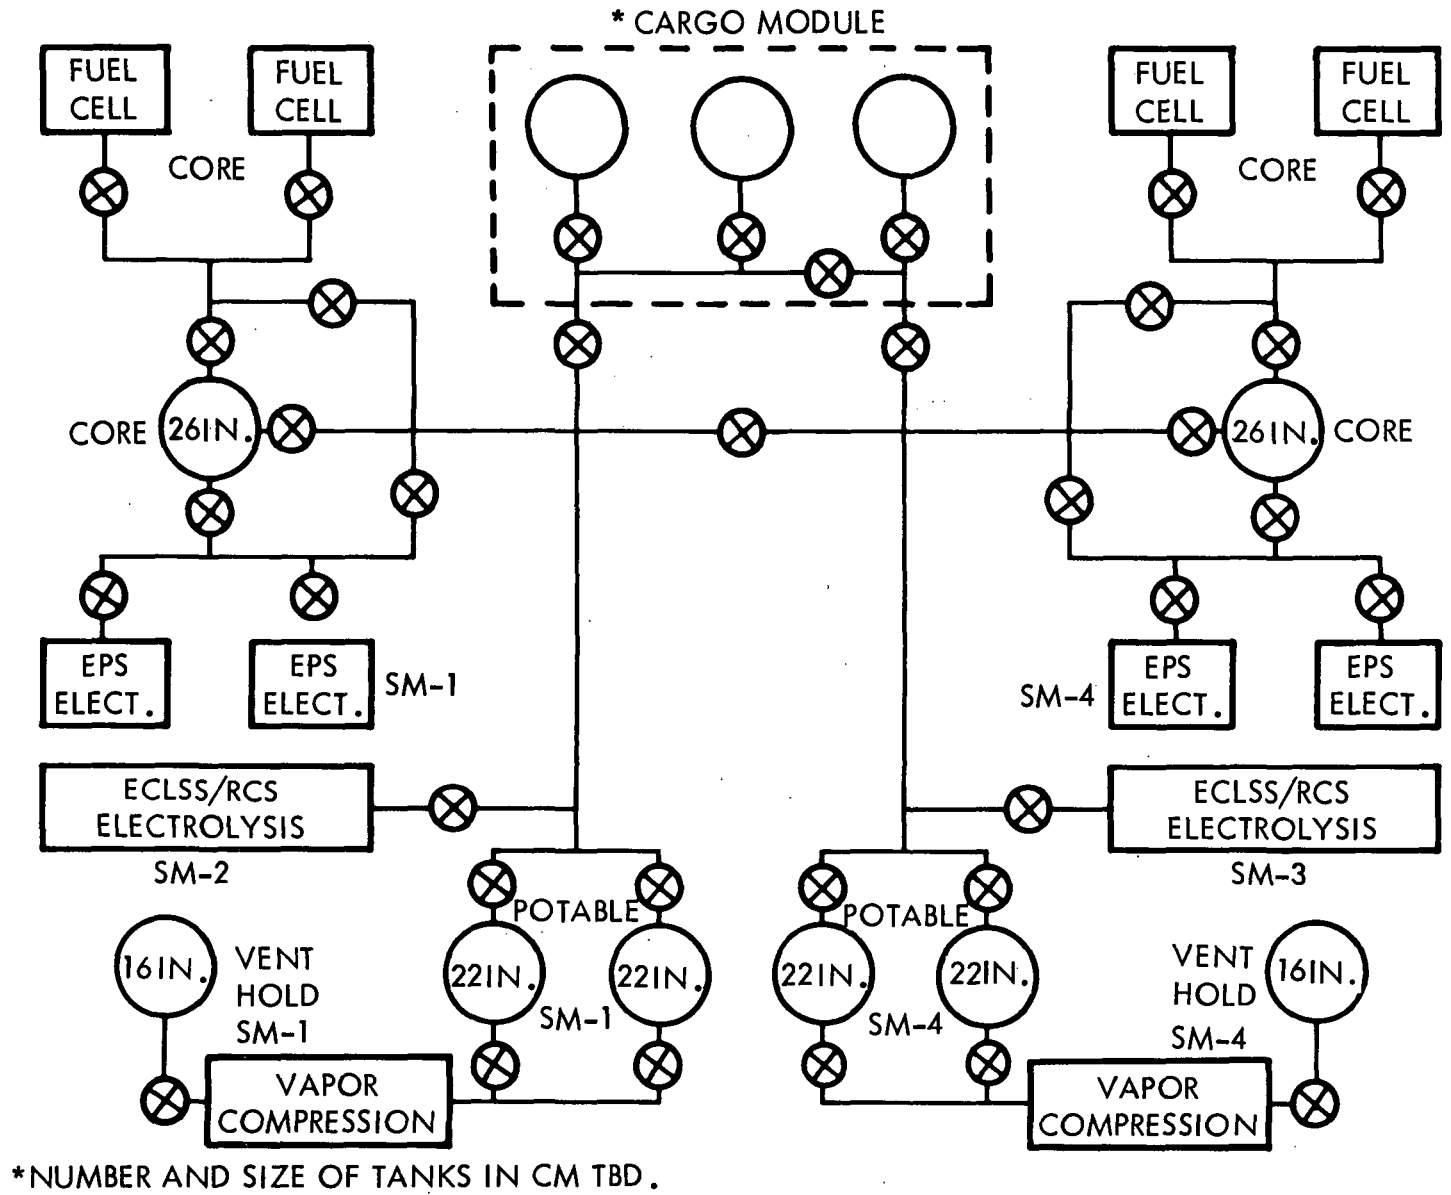 * CARGO MODULE
FUEL
CELL
FUEL
CELL
FUEL
CELL
FUEL
CELL
CORE
CORE
CORE
26IN.
26IN.
CORE
EPS
ELECT.
EPS
ELECT.
SM-1
SM-4
EPS
ELECT.
EPS
ELECT.
ECLSS/RCS
ELECTROLYSIS
SM-2
ECLSS/RCS
ELECTROLYSIS
SM-3
POTABLE
POTABLE
16IN.
VENT
HOLD
SM-1
22IN.
22IN.
SM-1
22IN.
22IN.
SM-4
VENT
HOLD
SM-4
16IN.
VAPOR
COMPRESSION
VAPOR
COMPRESSION
*NUMBER AND SIZE OF TANKS IN CM TBD.